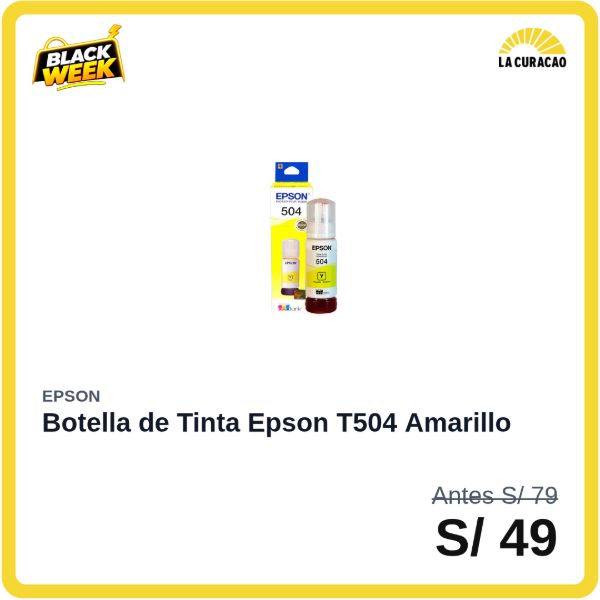 BLACK
WEEK
LA CURACAO
EPSON
504
EPSON
504
Y
EPSON
Botella de Tinta Epson T504 Amarillo
Antes S/ 79
S/ 49